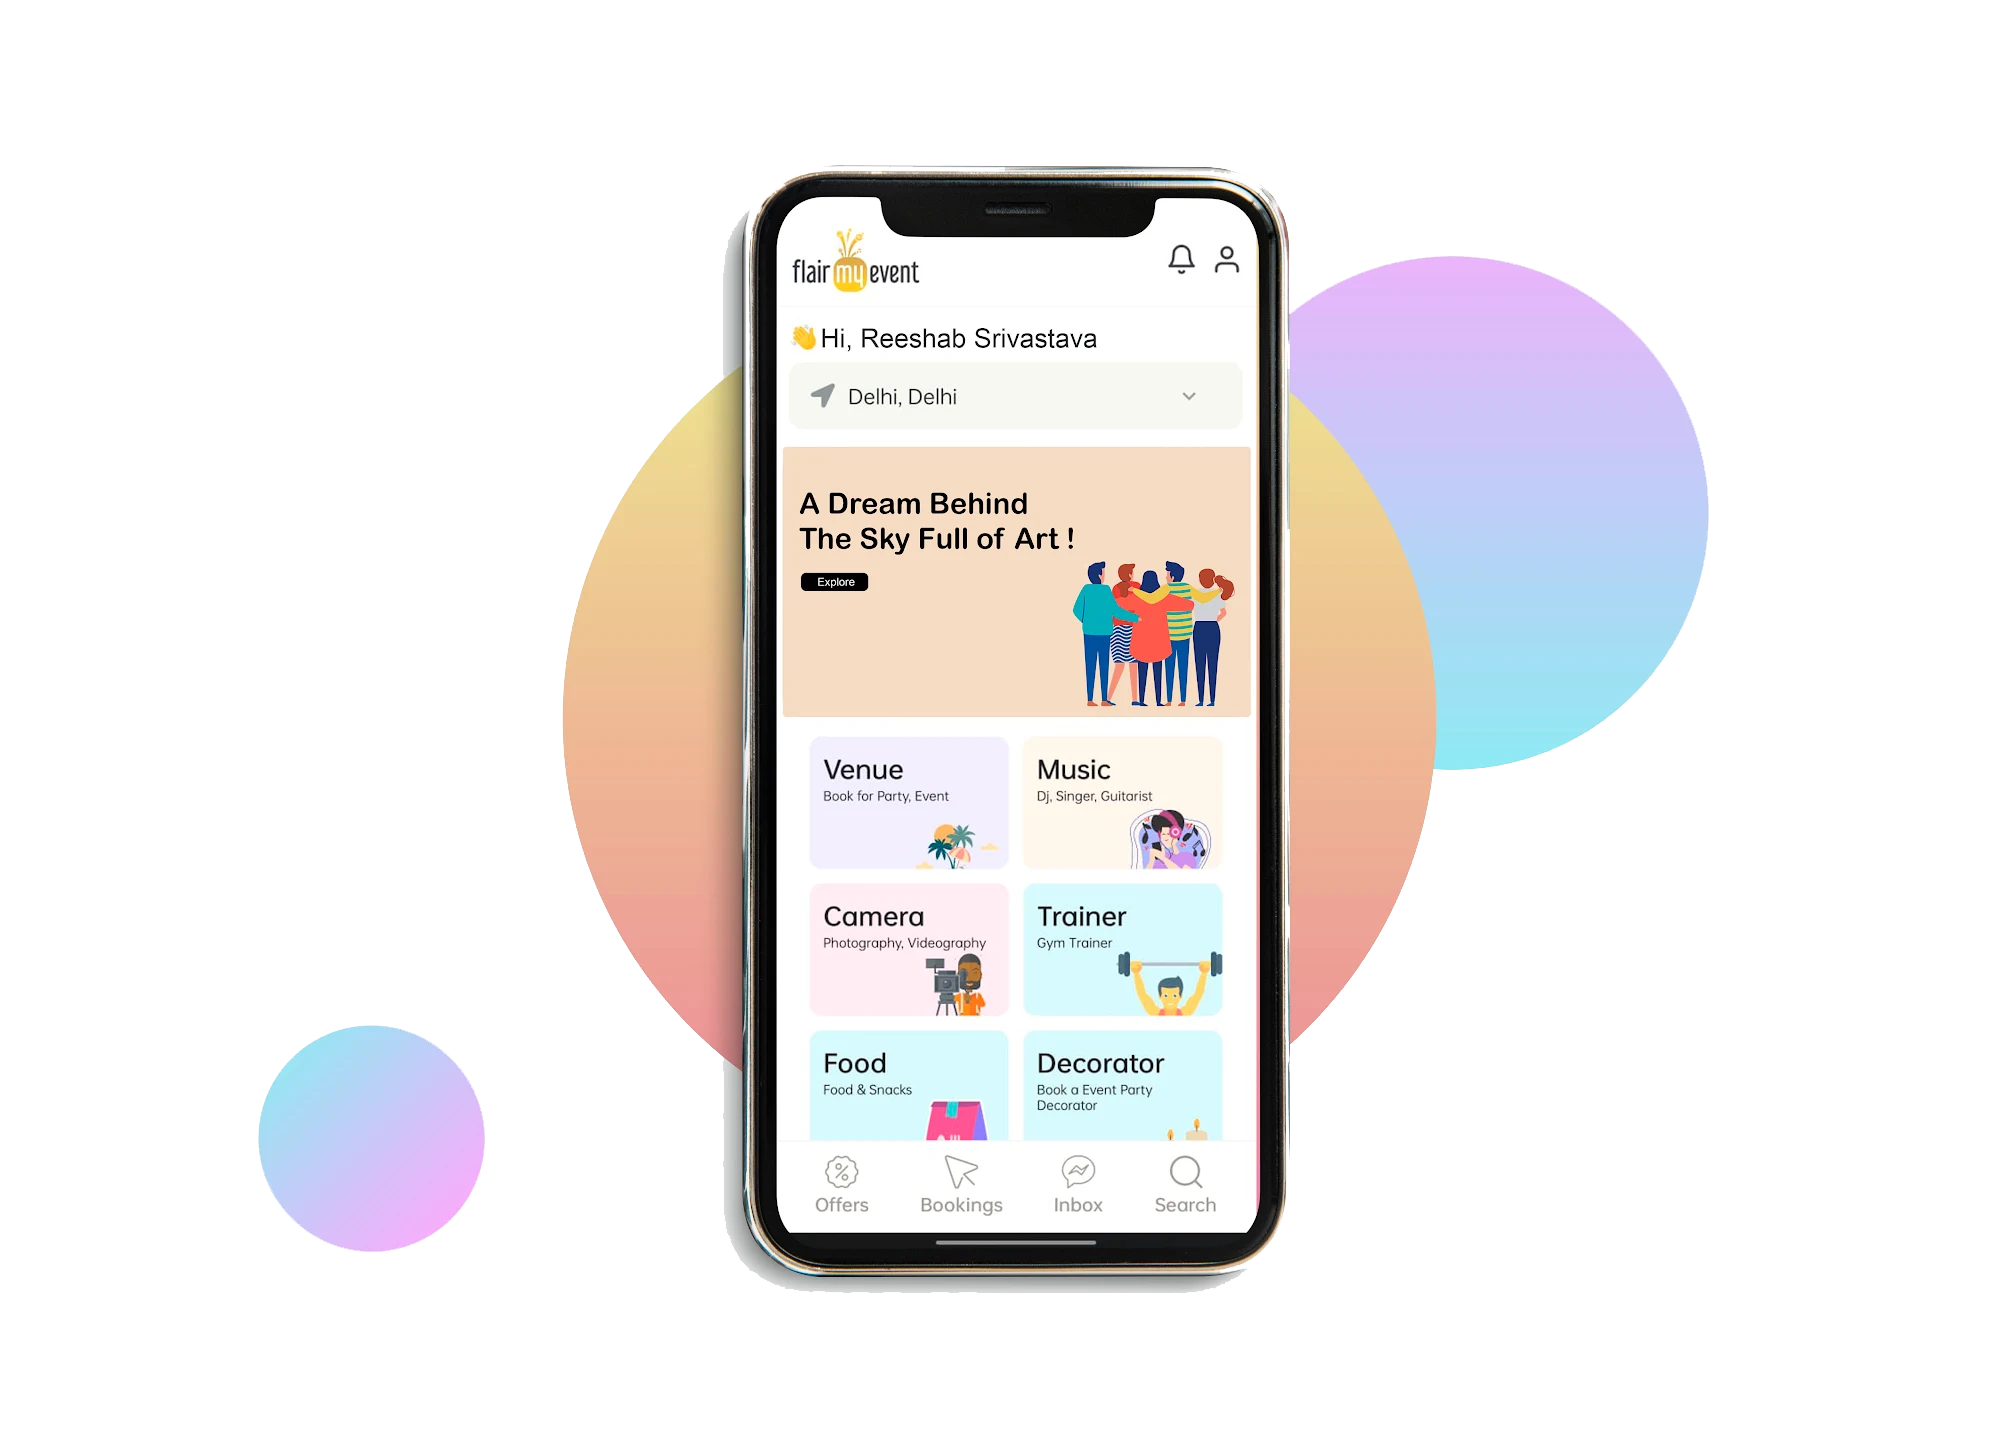 flair my event
Hi, Reeshab Srivastava
Delhi, Delhi
A Dream Behind
The Sky Full of Art !
Explore
Venue
Book for Party, Event
Music
Dj, Singer, Guitarist
Camera
Photography, Videography
Trainer
Gym Trainer
Food
Food & Snacks
Decorator
Book a Event Party
Decorator
Offers
Bookings
Inbox
Search